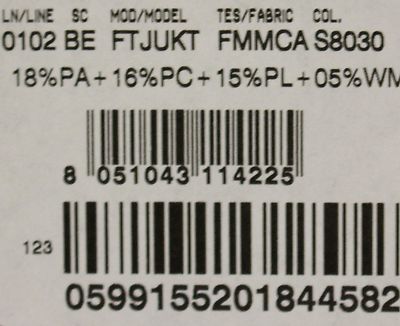 LN/LINE SC MOD/MODEL TES/FABRIC COL.
0102 BE FTJUKT FMMCA S8030
18%PA+16%PC+15%PL+05%WM
8 051043 114225
123
0599155201844582